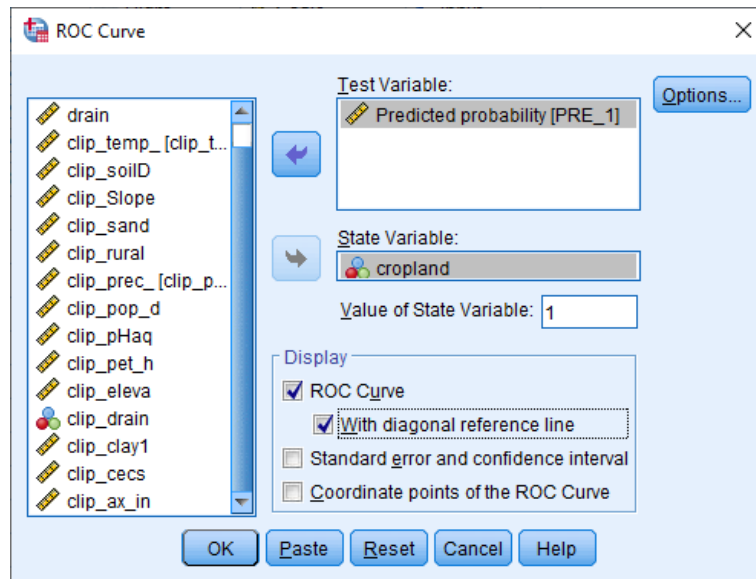 ROC Curve
drain
clip_temp_ [clip_t...
clip_soilD
clip_Slope
clip_sand
clip_rural
clip_prec_ [clip_p...
clip_pop_d
clip_pHaq
clip_pet_h
clip_eleva
clip_drain
clip_clay1
clip_cecs
clip_ax_in
Test Variable:
Predicted probability [PRE_1]
Options...
State Variable:
cropland
Value of State Variable: 1
Display
ROC Curve
With diagonal reference line
Standard error and confidence interval
Coordinate points of the ROC Curve
OK Paste Reset Cancel Help